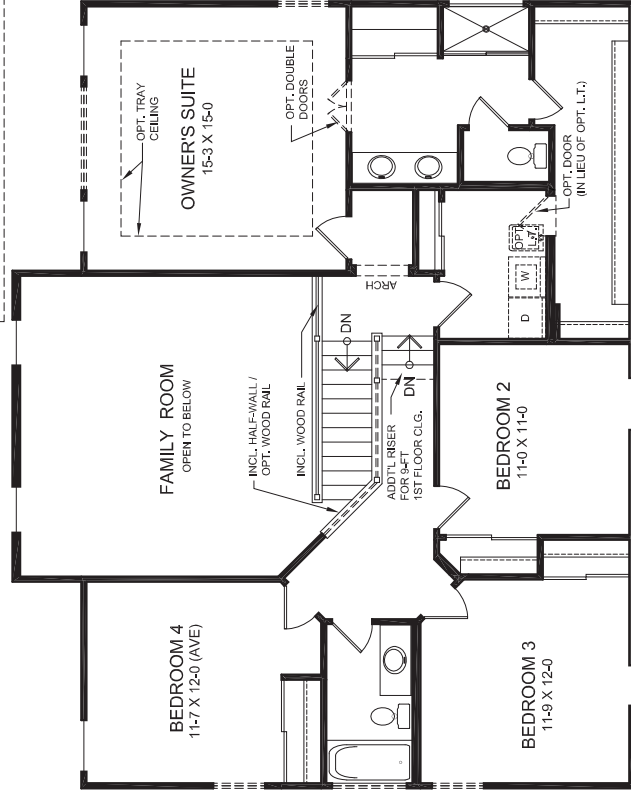 OPT. TRAY
CEILING
OWNER'S SUITE
15-3 X 15-0
OPT. DOUBLE
DOORS
OPT. DOOR
(IN LIEU OF OPT. L.T.)
OPT.
L.T.
W
D
ARCH
FAMILY ROOM
OPEN TO BELOW
INCL. HALF-WALL /
OPT. WOOD RAIL
INCL. WOOD RAIL
DN
DN
ADDT'L RISER
FOR 9-FT
1ST FLOOR CLG.
BEDROOM 2
11-0 X 11-0
BEDROOM 4
11-7 X 12-0 (AVE)
BEDROOM 3
11-9 X 12-0